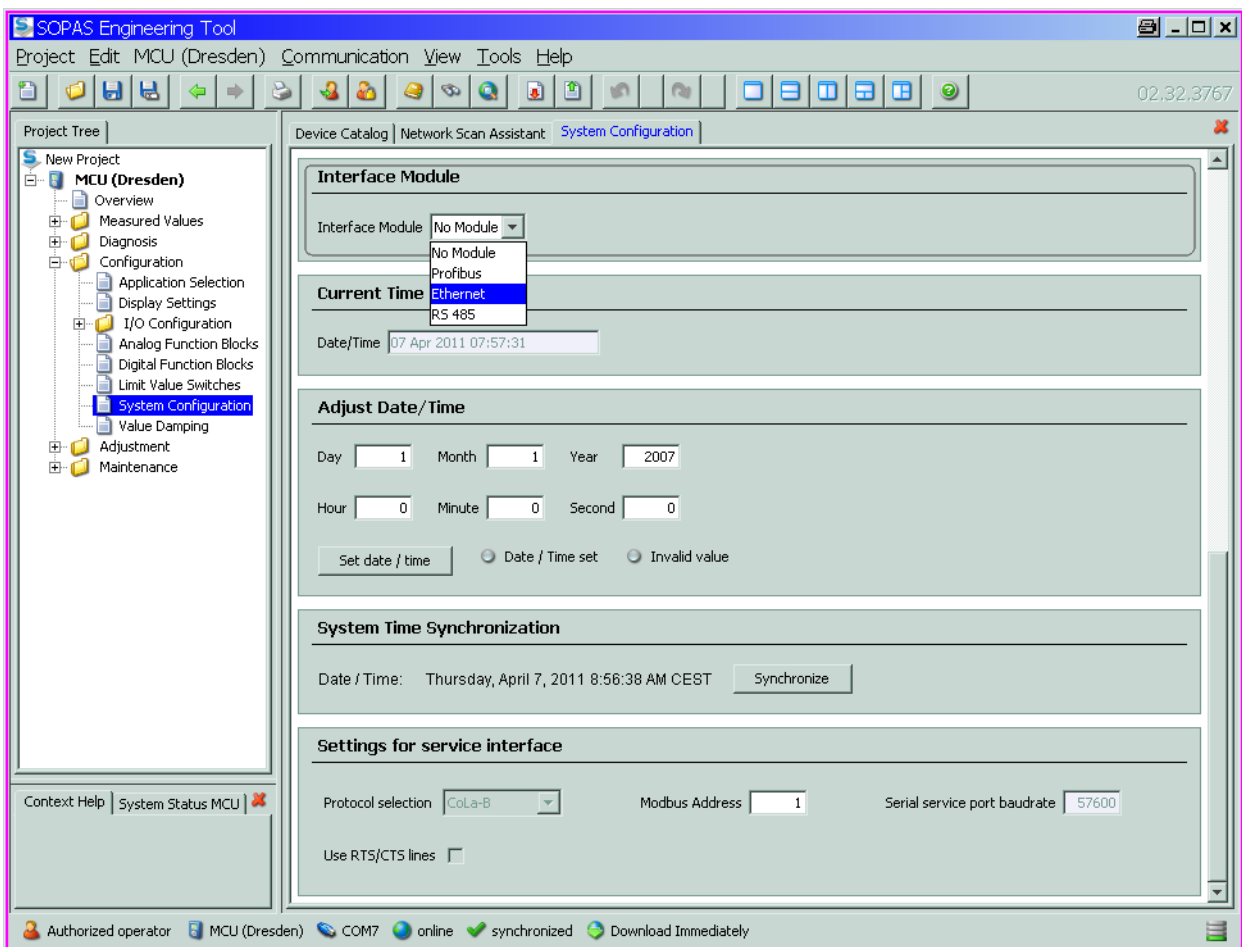 SOPAS Engineering Tool
Project Edit MCU (Dresden) Communication View Tools Help
02.32.3767
Project Tree
New Project
MCU (Dresden)
Overview
Measured Values
Diagnosis
Configuration
Application Selection
Display Settings
I/O Configuration
Analog Function Blocks
Digital Function Blocks
Limit Value Switches
System Configuration
Value Damping
Adjustment
Maintenance
Context Help System Status MCU
Device Catalog Network Scan Assistant System Configuration
Interface Module
Interface Module No Module
No Module
Profibus
Ethernet
RS 485
Current Time
Date/Time 07 Apr 2011 07:57:31
Adjust Date/Time
Day 1 Month 1 Year 2007
Hour 0 Minute 0 Second 0
Set date / time Date / Time set Invalid value
System Time Synchronization
Date / Time: Thursday, April 7, 2011 8:56:38 AM CEST Synchronize
Settings for service interface
Protocol selection CoLa-B Modbus Address 1 Serial service port baudrate 57600
Use RTS/CTS lines
Authorized operator MCU (Dresden) COM7 online synchronized Download Immediately